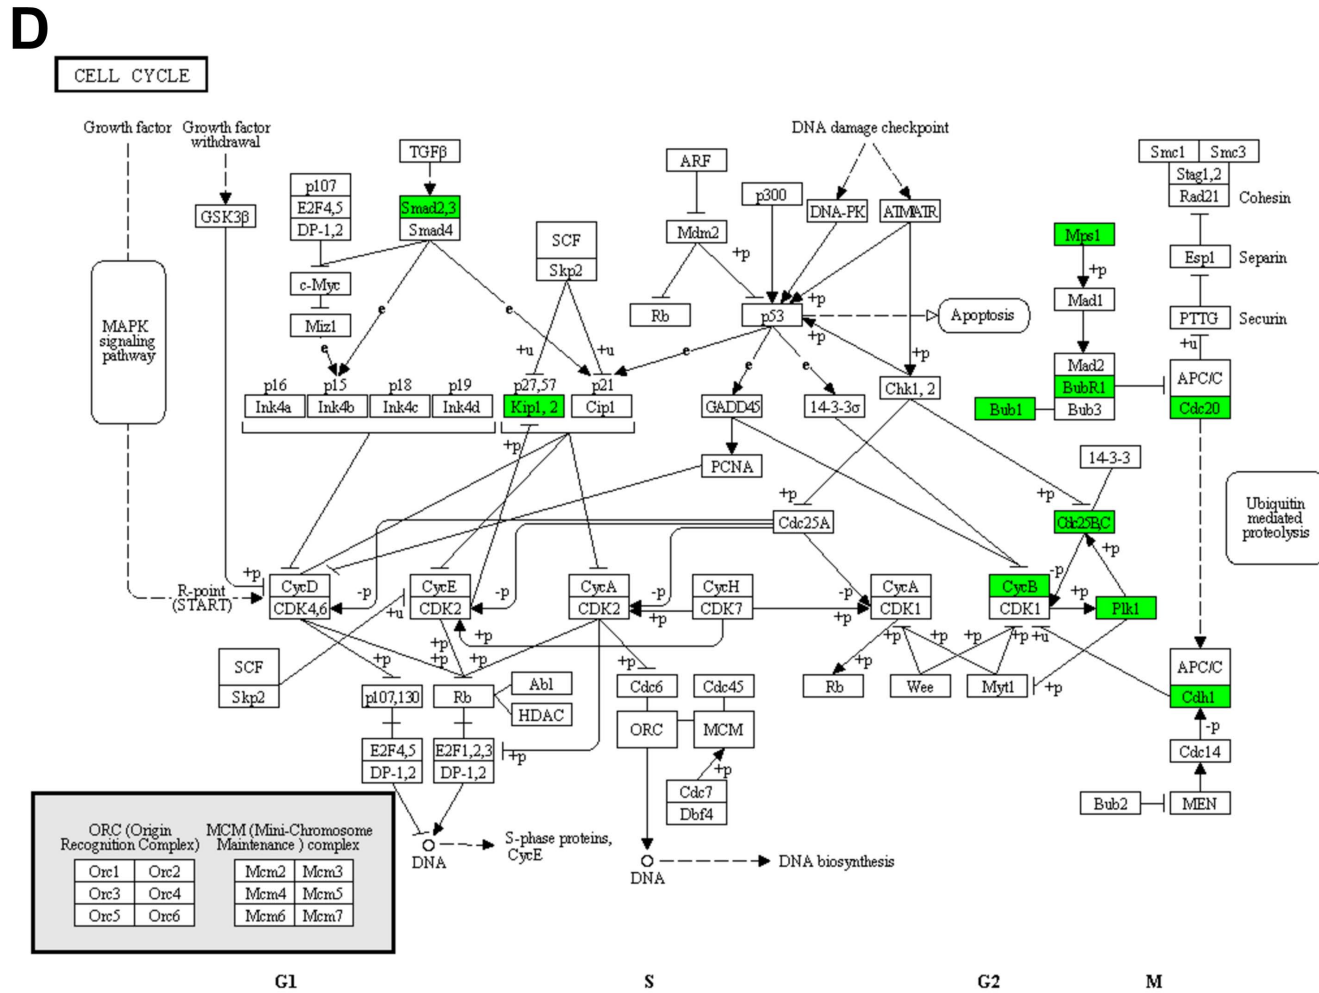 D
CELL CYCLE
Growth factor
Growth factor
withdrawal
TGFβ
DNA damage checkpoint
ARF
Smc1 Smc3
Stag1,2
Rad21
Cohesin
p107
E2F4,5
DP-1,2
GSK3β
Smad2,3
Smad4
p300
DNA-PK
ATMATR
SCF
Skp2
Mdm2
+p
Mps1
+p
Esp1
Separin
c-Myc
Mad1
MAPK
signaling
pathway
Miz1
e
e
e
Rb
p53
+p
+p
Apoptosis
PTTG
Securin
+u
+u
+u
e
e
e
+p
Mad2
BubR1
Bub3
Bub1
APC/C
Cdc20
p16
Ink4a
p15
Ink4b
p18
Ink4c
p19
Ink4d
p27,57
Kip1, 2
p21
Cip1
GADD45
14-3-3σ
Chk1, 2
+p
PCNA
14-3-3
+p
+p
Cdc25A
Cdc25B,C
Ubiquitin
mediated
proteolysis
R-point
(START)
+p
CycD
CDK4,6
-p
+u
CycE
CDK2
-p
CycA
CDK2
-p
+p
CycH
CDK7
-p
+p
CycA
CDK1
CycB
CDK1
-p
+p
+p
Plk1
+p
+p
+p
+p
+p
+p
+p
+p
+p
+p
+u
+p
SCF
Skp2
p107,130
Rb
Abl
HDAC
Cdc6
Cdc45
Rb
Wee
Myt1
APC/C
Cdh1
-p
ORC
MCM
E2F4,5
DP-1,2
E2F1,2,3
DP-1,2
+p
+p
Cdc7
Dbf4
Cdc14
Bub2
MEN
DNA
S-phase proteins,
CycE
DNA
DNA biosynthesis
ORC (Origin
Recognition Complex)
MCM (Mini-Chromosome
Maintenance ) complex
Orc1 Orc2
Orc3 Orc4
Orc5 Orc6
Mcm2 Mcm3
Mcm4 Mcm5
Mcm6 Mcm7
G1
S
G2
M